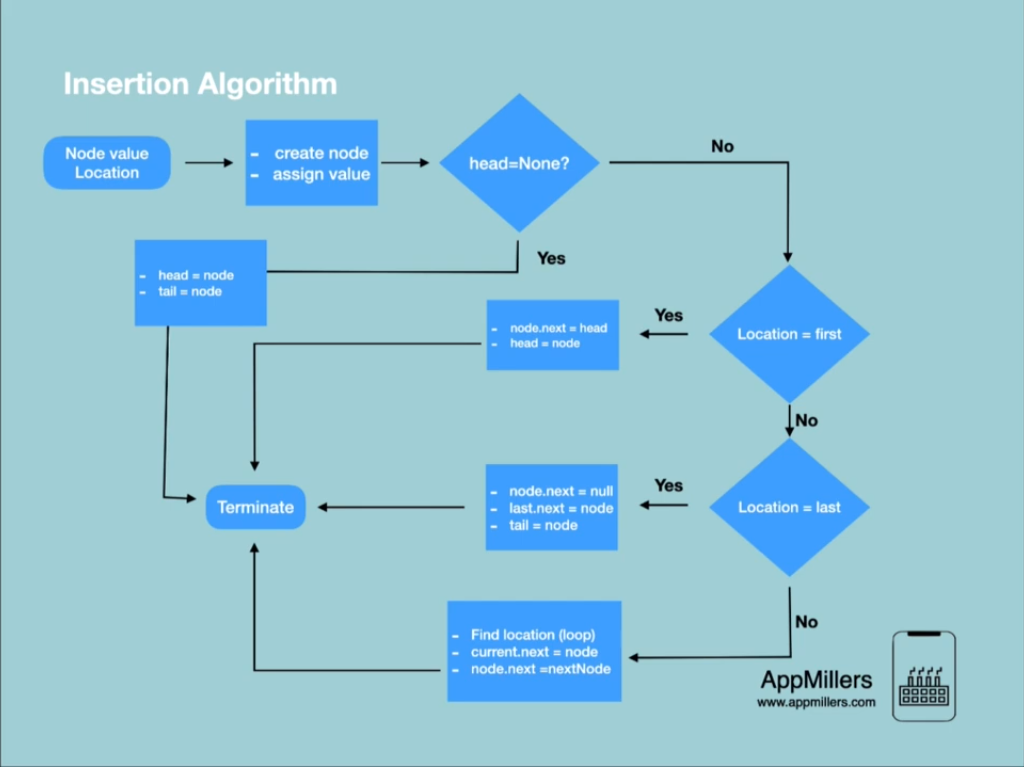 Insertion Algorithm
Node value
Location
- create node
- assign value
head=None?
No
Yes
- head = node
- tail = node
Location = first
Yes
- node.next = head
- head = node
No
Location = last
Yes
- node.next = null
- last.next = node
- tail = node
Terminate
No
- Find location (loop)
- current.next = node
- node.next =nextNode
AppMillers
www.appmillers.com